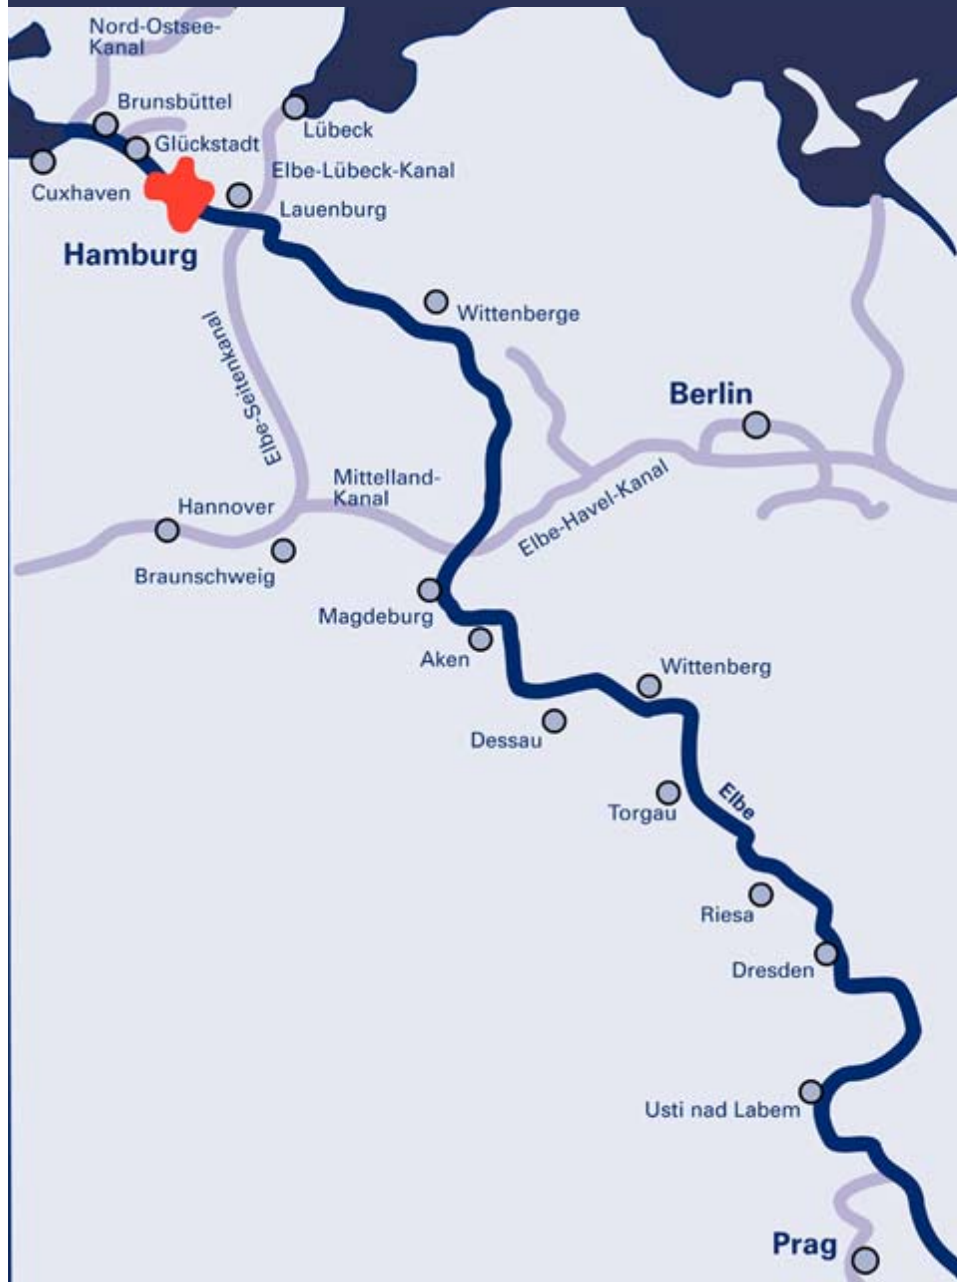 Nord-Ostsee-
Kanal
Brunsbüttel
Lübeck
Glückstadt
Elbe-Lübeck-Kanal
Cuxhaven
Lauenburg
Hamburg
Wittenberge
Elbe-Seitenkanal
Berlin
Mittelland-
Kanal
Elbe-Havel-Kanal
Hannover
Braunschweig
Magdeburg
Aken
Wittenberg
Dessau
Elbe
Torgau
Riesa
Dresden
Usti nad Labem
Prag